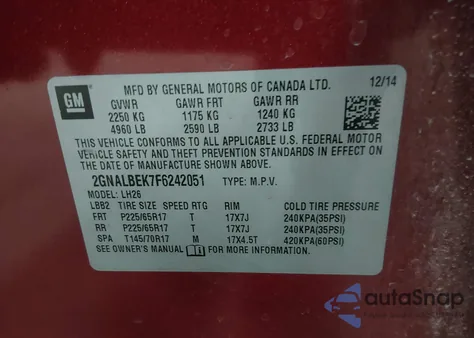 GM
MFD BY GENERAL MOTORS OF CANADA LTD. 12/14
GVWR GAWR FRT GAWR RR
2250 KG 1175 KG 1240 KG
4960 LB 2590 LB 2733 LB
THIS VEHICLE CONFORMS TO ALL APPLICABLE U.S. FEDERAL MOTOR
VEHICLE SAFETY AND THEFT PREVENTION STANDARDS IN EFFECT ON THE
DATE OF MANUFACTURE SHOWN ABOVE.
2GNALBEK7F6242051 TYPE: M.P.V.
MODEL: LH26
LBB2 TIRE SIZE SPEED RTG RIM COLD TIRE PRESSURE
FRT P225/65R17 T 17X7J 240KPA(35PSI)
RR P225/65R17 T 17X7J 240KPA(35PSI)
SPA T145/70R17 M 17X4.5T 420KPA(60PSI)
SEE OWNER'S MANUAL FOR MORE INFORMATION
autaSnap